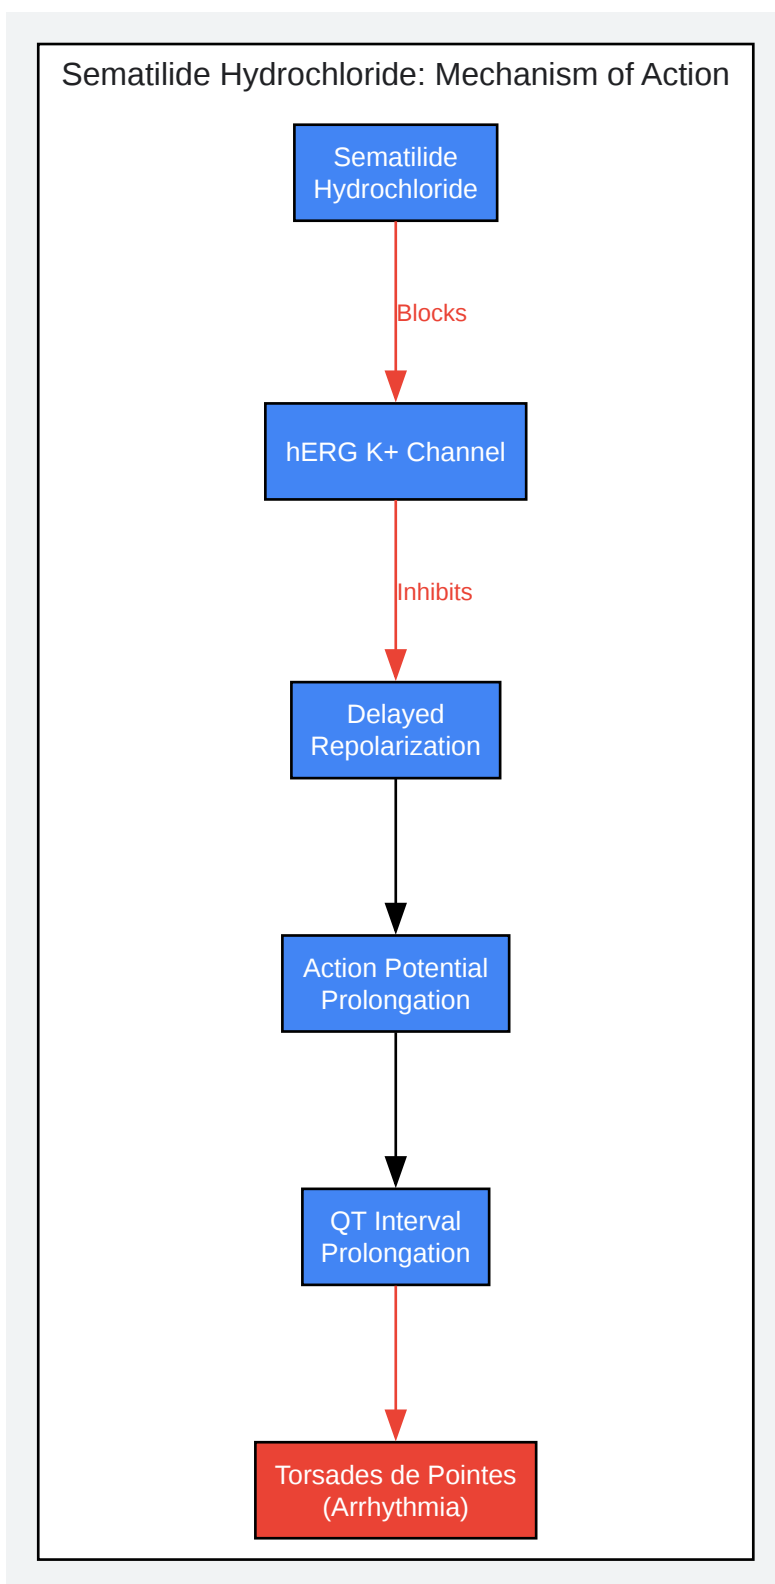 Sematilide Hydrochloride: Mechanism of Action
Sematilide
Hydrochloride
Blocks
hERG K+ Channel
Inhibits
Delayed
Repolarization
Action Potential
Prolongation
QT Interval
Prolongation
Torsades de Pointes
(Arrhythmia)